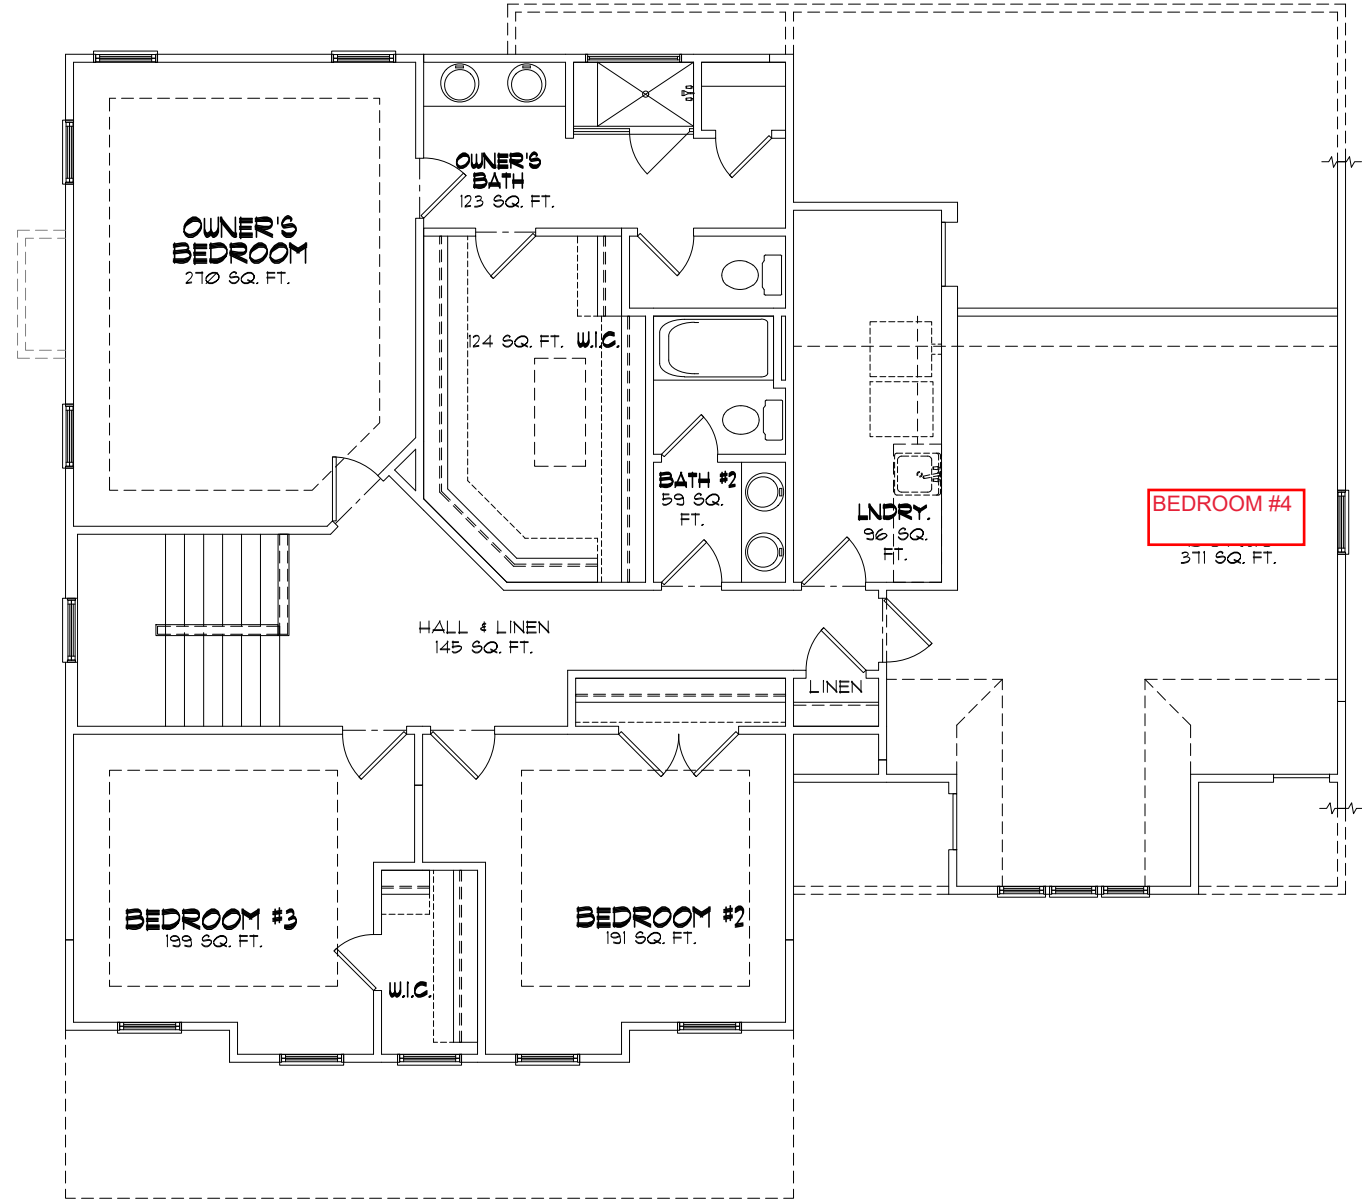 OWNER'S
BATH
123 SQ. FT.
OWNER'S
BEDROOM
270 SQ. FT.
124 SQ. FT. W.I.C.
BATH #2
59 SQ.
FT.
LNDRY.
96 SQ.
FT.
BEDROOM #4
371 SQ. FT.
HALL & LINEN
145 SQ. FT.
LINEN
BEDROOM #3
199 SQ. FT.
BEDROOM #2
191 SQ. FT.
W.I.C.